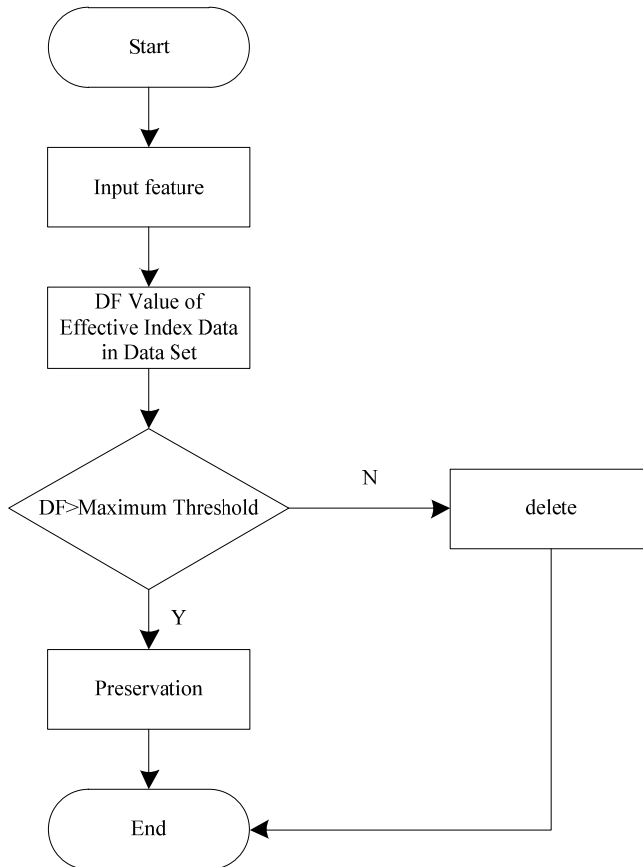 Start
Input feature
DF Value of
Effective Index Data
in Data Set
DF>Maximum Threshold
N
delete
Y
Preservation
End